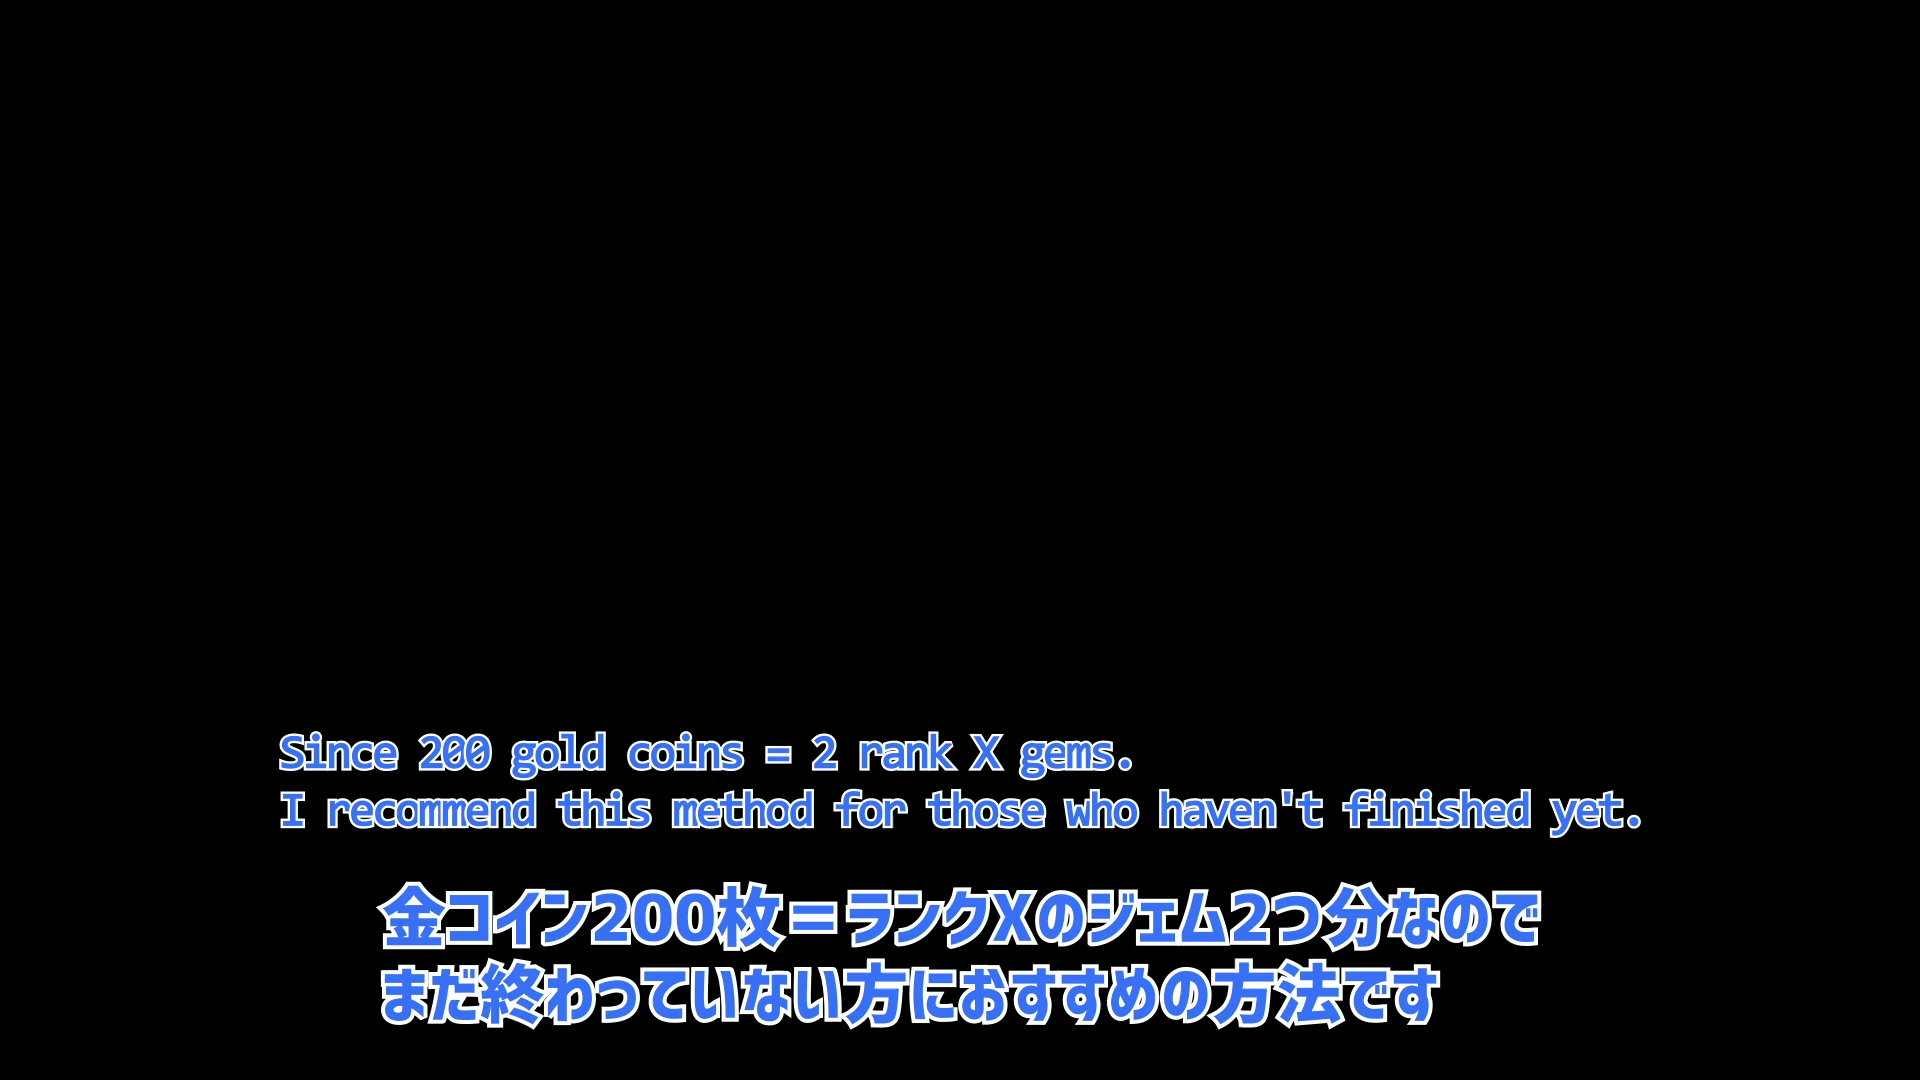 Since 200 gold coins = 2 rank X gems.
I recommend this method for those who haven't finished yet.
金コイン200枚＝ランクXのジェム2つ分なので
まだ終わっていない方におすすめの方法です